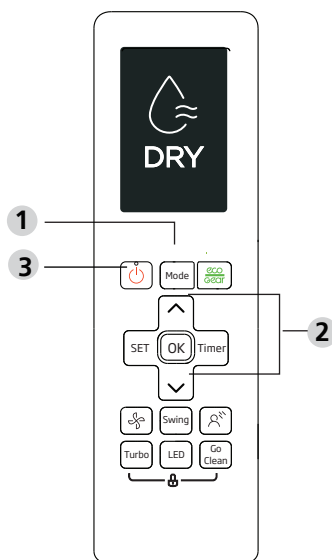 DRY
1
3
Mode
eco
Gear
2
SET
OK
Timer
Swing
Turbo
LED
Go
Clean